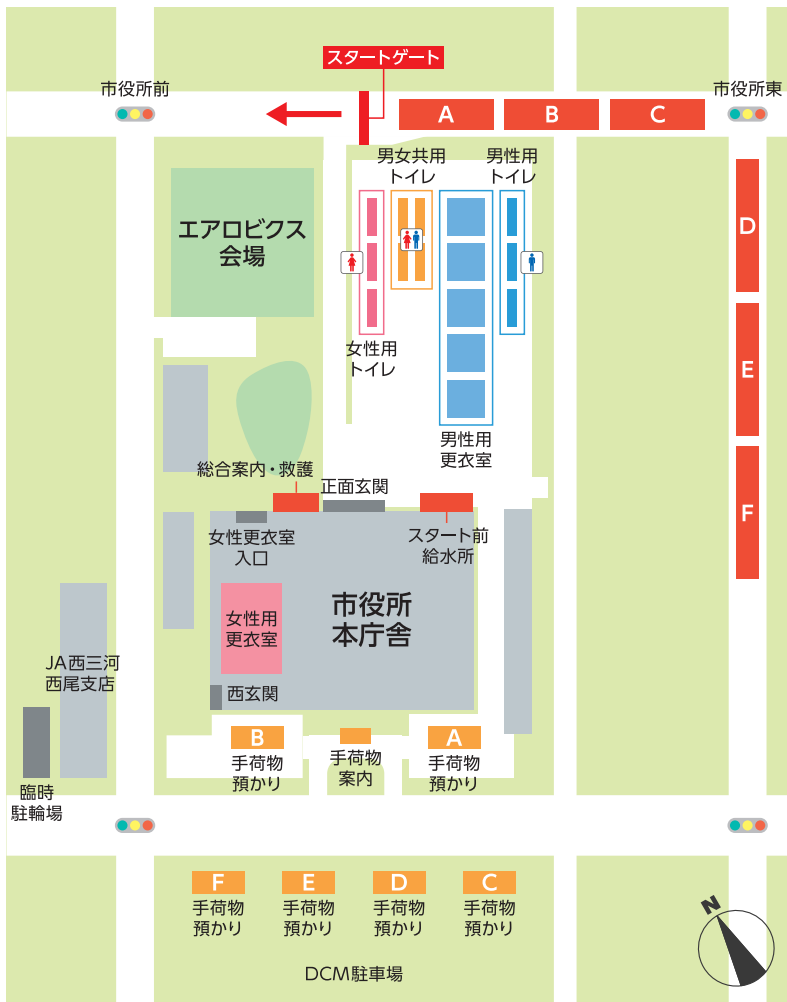 スタートゲート
市役所前
市役所東
A
B
C
男女共用
トイレ
男性用
トイレ
D
エアロビクス
会場
女性用
トイレ
E
男性用
更衣室
総合案内・救護
正面玄関
F
女性更衣室
入口
スタート前
給水所
女性用
更衣室
市役所
本庁舎
JA西三河
西尾支店
西玄関
B
手荷物
預かり
手荷物
案内
A
手荷物
預かり
臨時
駐輪場
F
手荷物
預かり
E
手荷物
預かり
D
手荷物
預かり
C
手荷物
預かり
N
DCM駐車場